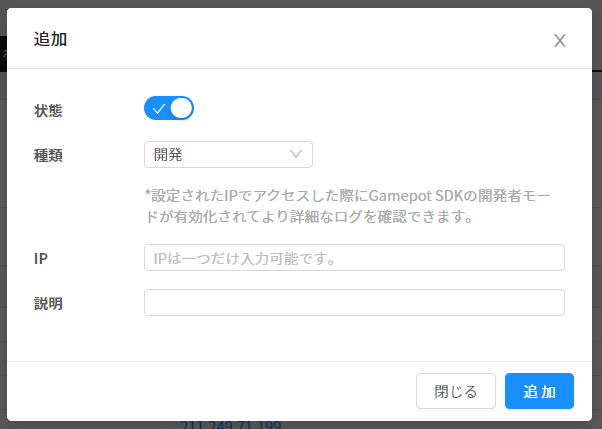 追加
状態
種類
開発
*設定されたIPでアクセスした際にGamepot SDKの開発者モー
ドが有効化されてより詳細なログを確認できます。
IP
IPは一つだけ入力可能です。
説明
閉じる
追加
211.249.71.199